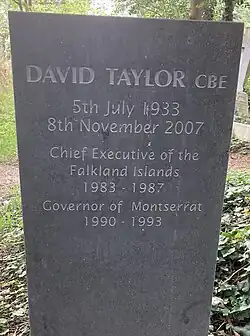 DAVID TAYLOR CBE
5th July 1933
8th November 2007
Chief Executive of the
Falkland Islands
1983 - 1987
Governor of Montserrat
1990 - 1993